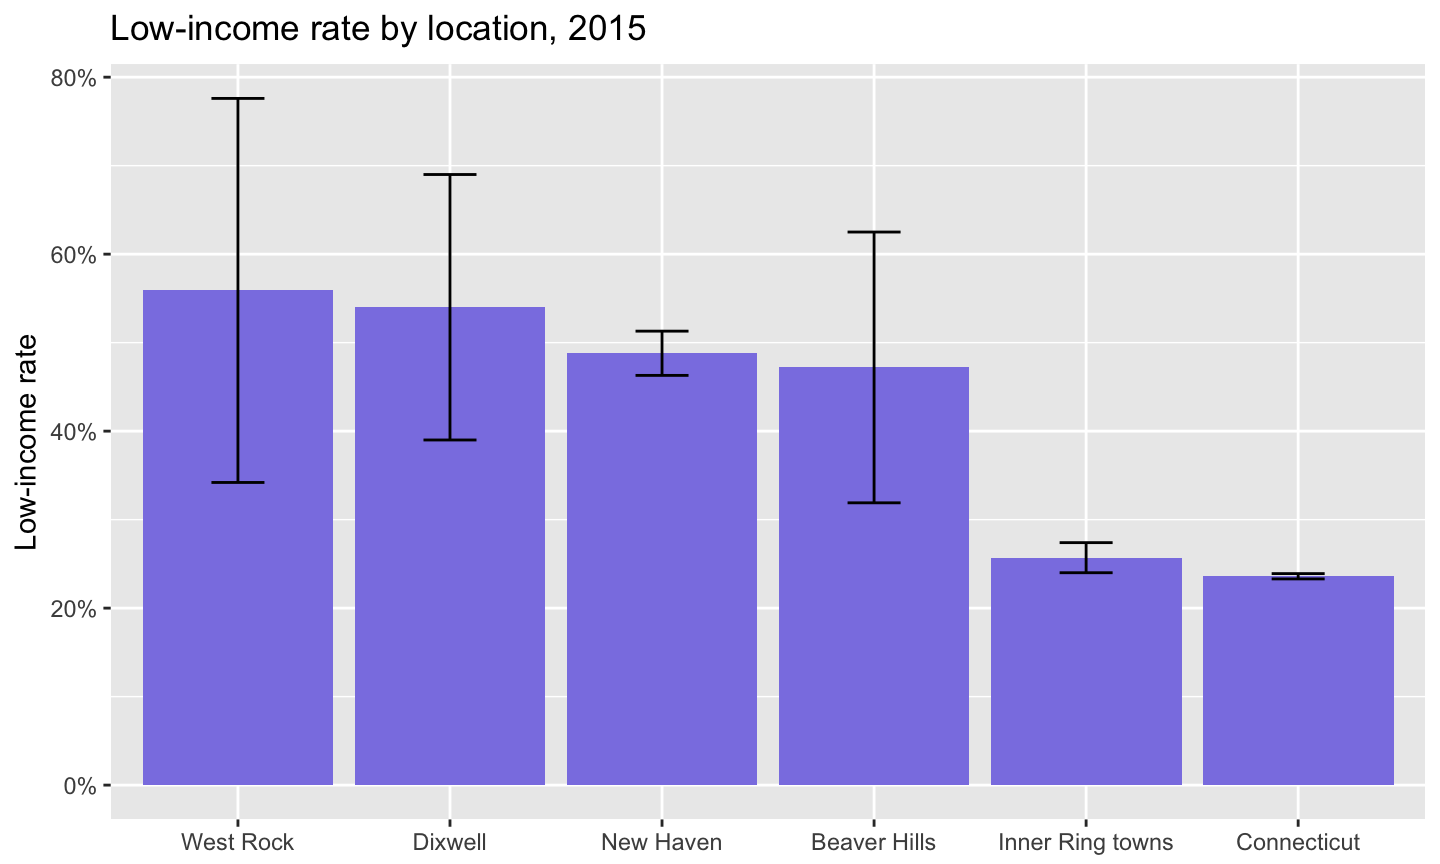 Low-income rate by location, 2015
80%
60%
40%
20%
0%
Low-income rate
West Rock
Dixwell
New Haven
Beaver Hills
Inner Ring towns
Connecticut